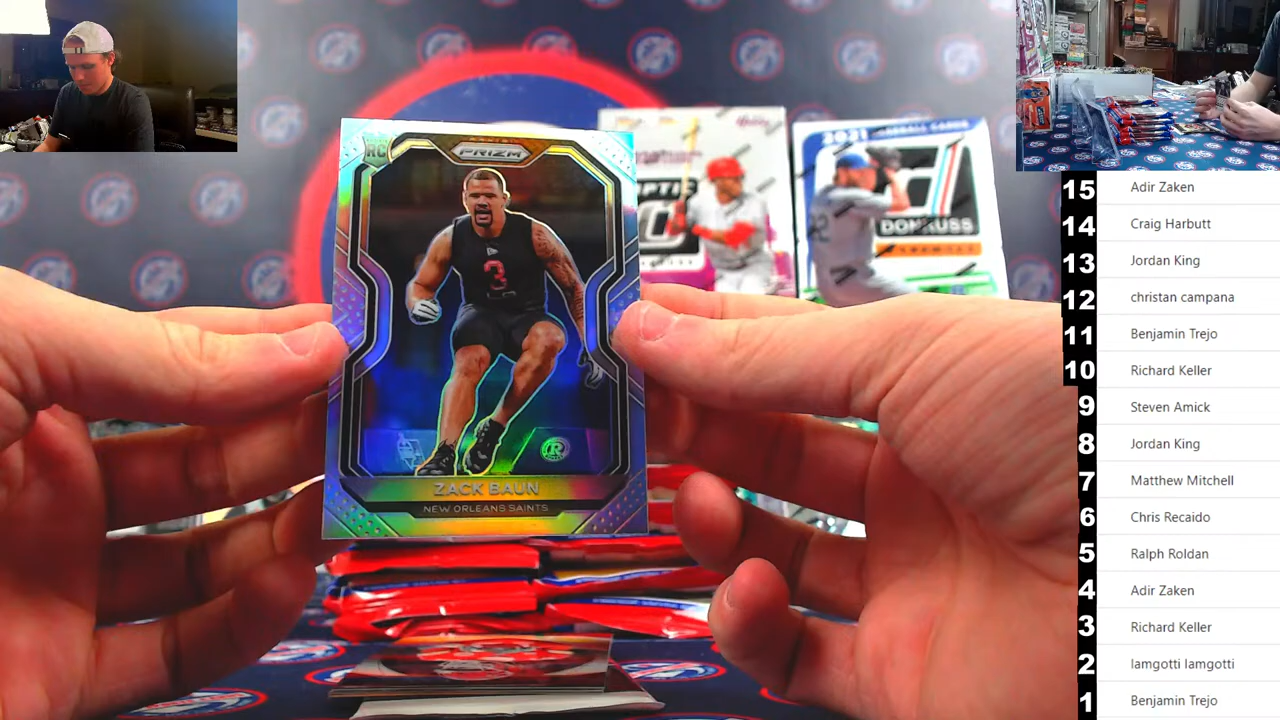 RC
PRIZM
3
ZACK BAUN
NEW ORLEANS SAINTS
R
2021
DONRUSS
15 Adir Zaken
14 Craig Harbutt
13 Jordan King
12 christan campana
11 Benjamin Trejo
10 Richard Keller
9 Steven Amick
8 Jordan King
7 Matthew Mitchell
6 Chris Recaido
5 Ralph Roldan
4 Adir Zaken
3 Richard Keller
2 Iamgotti Iamgotti
1 Benjamin Trejo